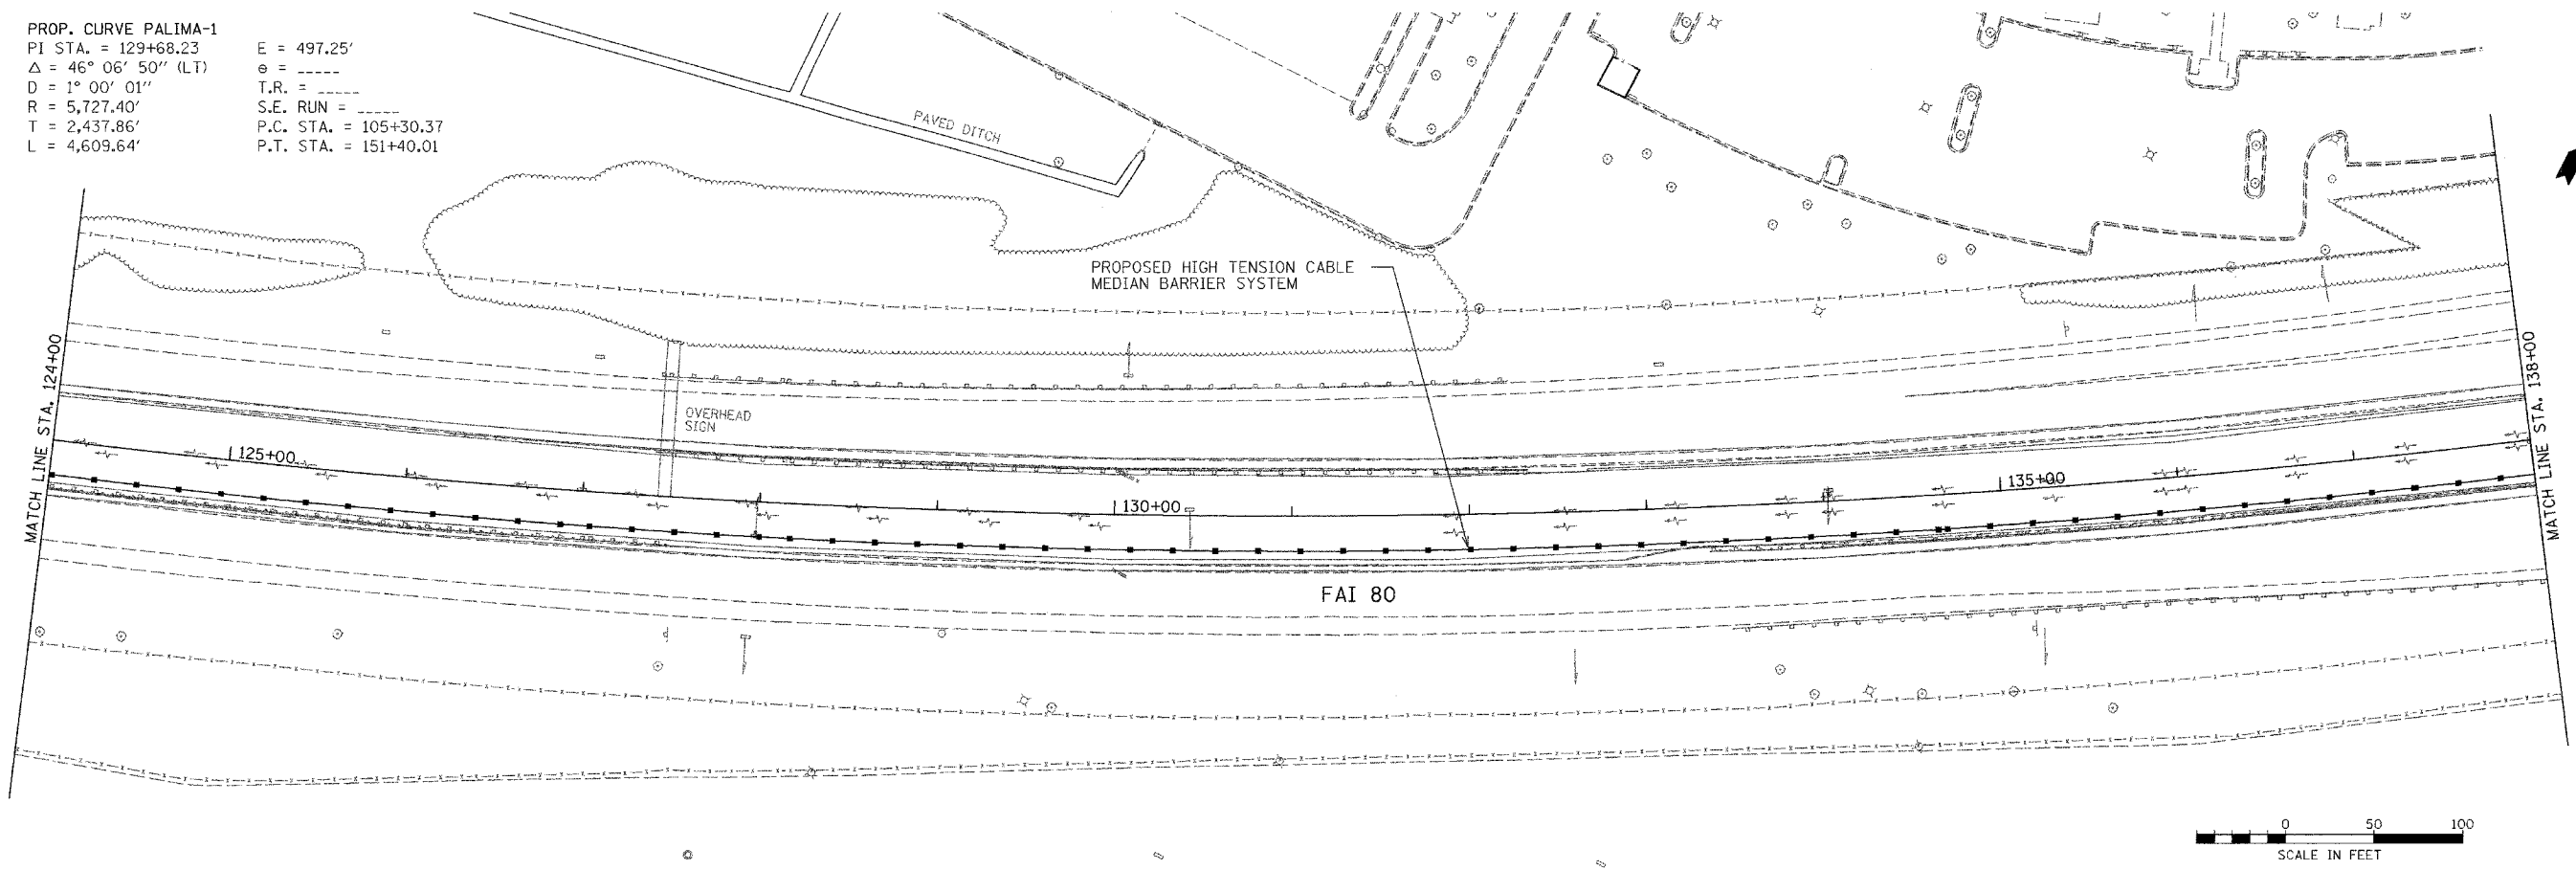 PROP. CURVE PALIMA-1
PI STA. = 129+68.23
Δ = 46° 06' 50" (LT)
D = 1° 00' 01"
R = 5,727.40'
T = 2,437.86'
L = 4,609.64'
E = 497.25'
e = _____
T.R. = _____
S.E. RUN = _____
P.C. STA. = 105+30.37
P.T. STA. = 151+40.01
PAVED DITCH
PROPOSED HIGH TENSION CABLE
MEDIAN BARRIER SYSTEM
MATCH LINE STA. 124+00
OVERHEAD
SIGN
125+00
130+00
135+00
MATCH LINE STA. 138+00
FAI 80
0 50 100
SCALE IN FEET